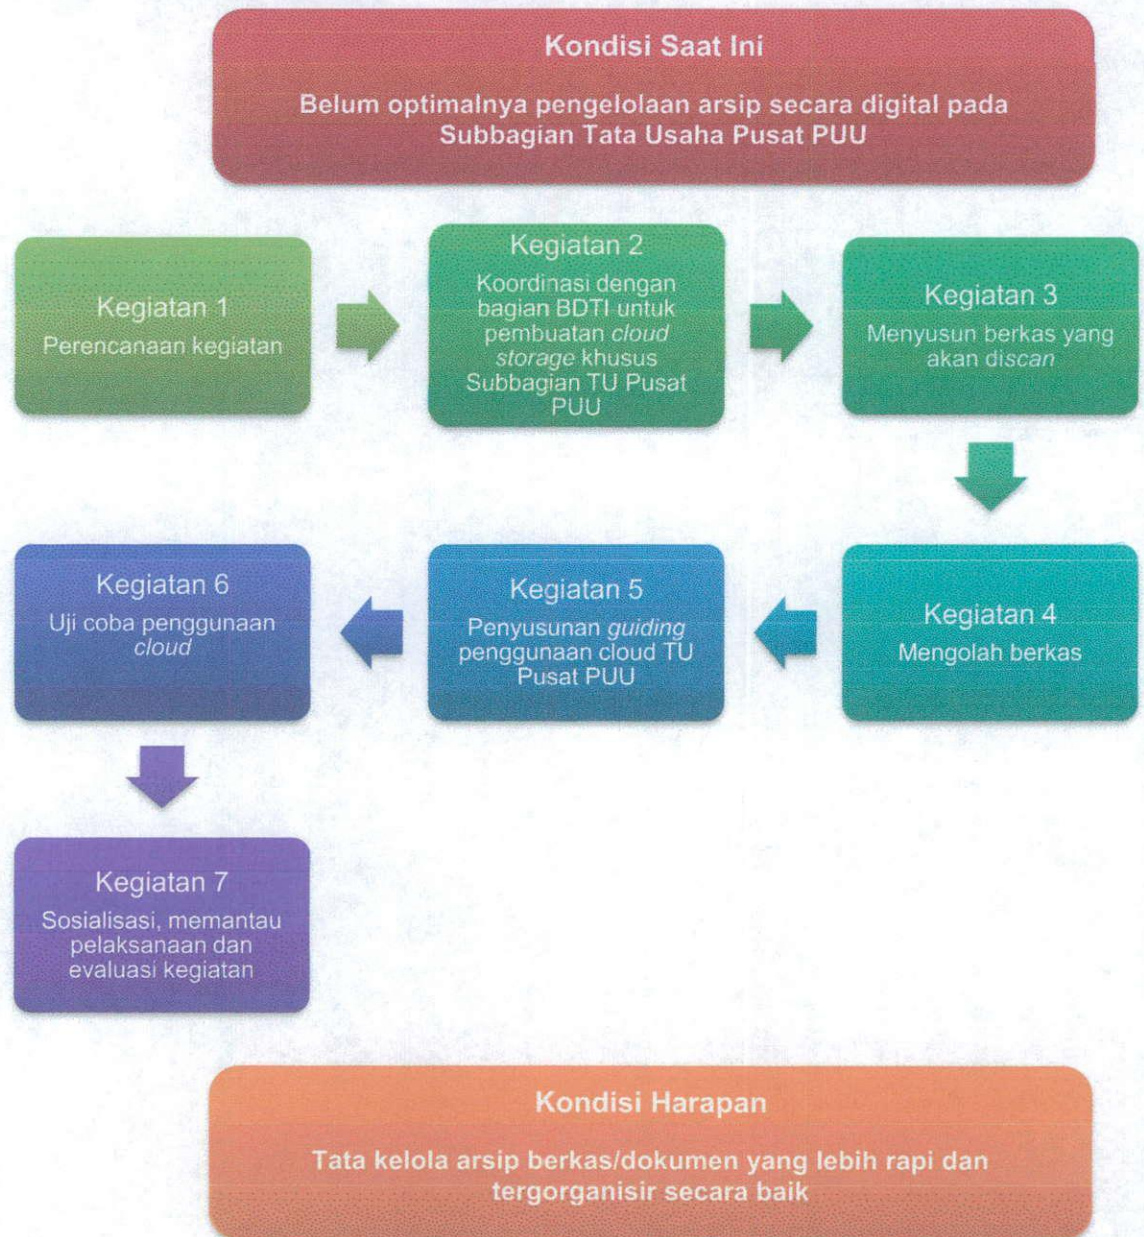 Kondisi Saat Ini
Belum optimalnya pengelolaan arsip secara digital pada
Subbagian Tata Usaha Pusat PUU
Kegiatan 1
Perencanaan kegiatan
Kegiatan 2
Koordinasi dengan
bagian BDTI untuk
pembuatan cloud
storage khusus
Subbagian TU Pusat
PUU
Kegiatan 3
Menyusun berkas yang
akan discan
Kegiatan 4
Mengolah berkas
Kegiatan 5
Penyusunan guiding
penggunaan cloud TU
Pusat PUU
Kegiatan 6
Uji coba penggunaan
cloud
Kegiatan 7
Sosialisasi, memantau
pelaksanaan dan
evaluasi kegiatan
Kondisi Harapan
Tata kelola arsip berkas/dokumen yang lebih rapi dan
tergorganisir secara baik